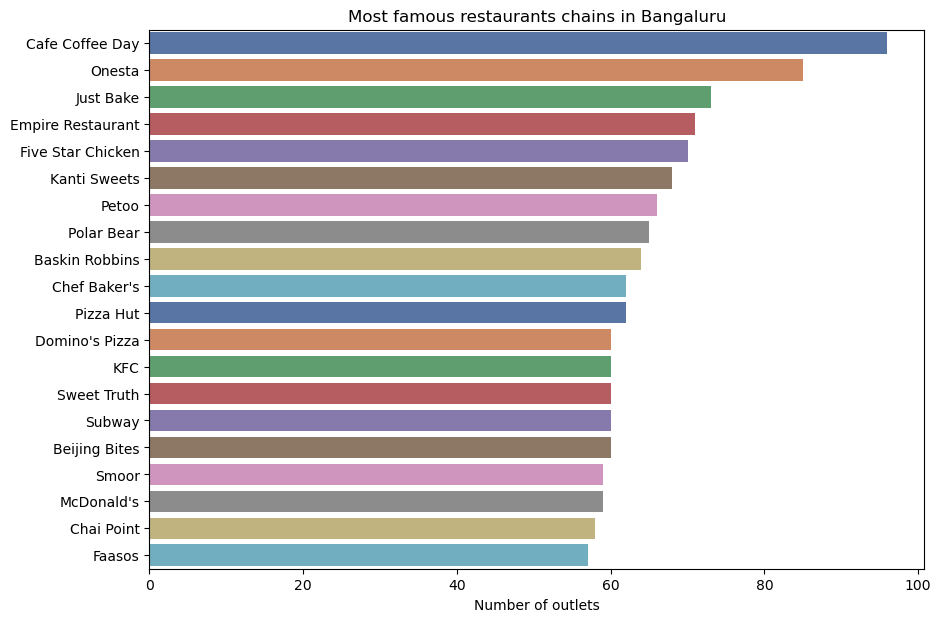 Most famous restaurants chains in Bangaluru
Cafe Coffee Day
Onesta
Just Bake
Empire Restaurant
Five Star Chicken
Kanti Sweets
Petoo
Polar Bear
Baskin Robbins
Chef Baker's
Pizza Hut
Domino's Pizza
KFC
Sweet Truth
Subway
Beijing Bites
Smoor
McDonald's
Chai Point
Faasos
0 20 40 60 80 100
Number of outlets